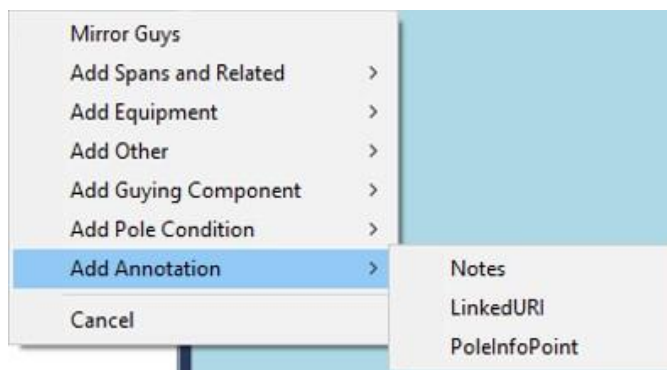 Mirror Guys
Add Spans and Related
Add Equipment
Add Other
Add Guying Component
Add Pole Condition
Add Annotation
Cancel
Notes
LinkedURI
PoleInfoPoint